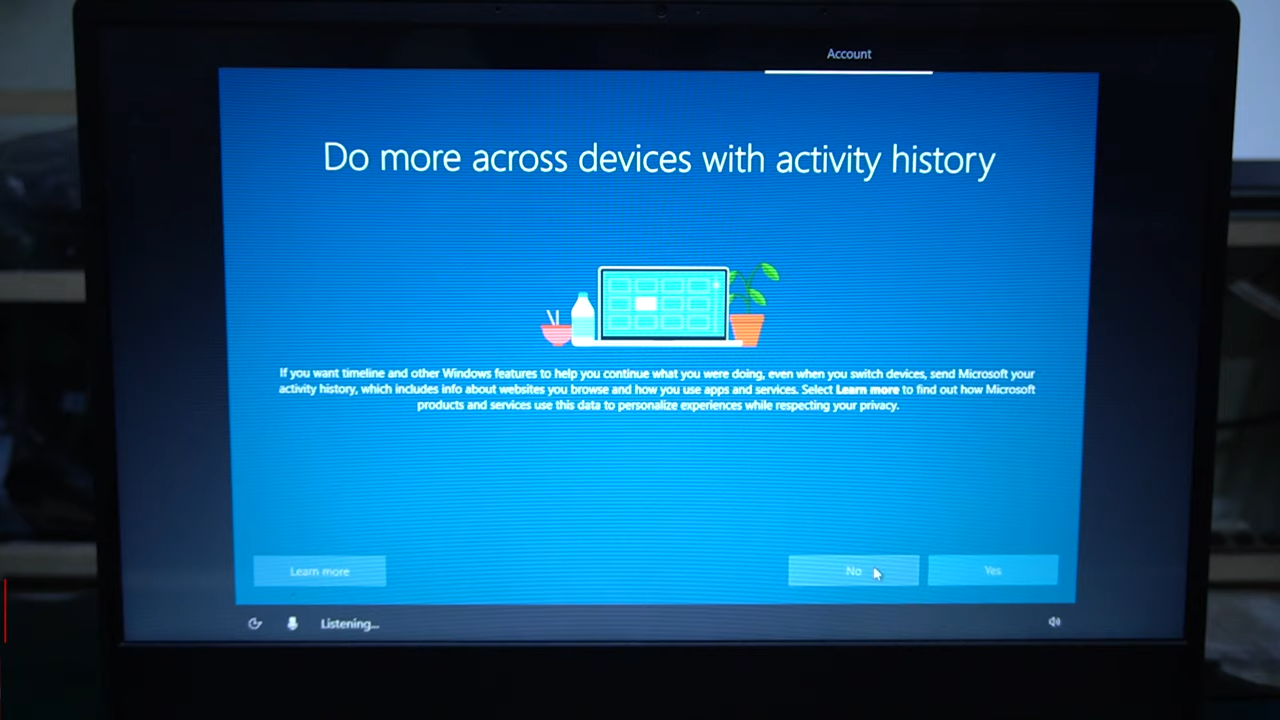 Account
Do more across devices with activity history
If you want timeline and other Windows features to help you continue what you were doing, even when you switch devices, send Microsoft your
activity history, which includes info about websites you browse and how you use apps and services. Select Learn more to find out how Microsoft
products and services use this data to personalize experiences while respecting your privacy.
Learn more
No
Yes
Listening...